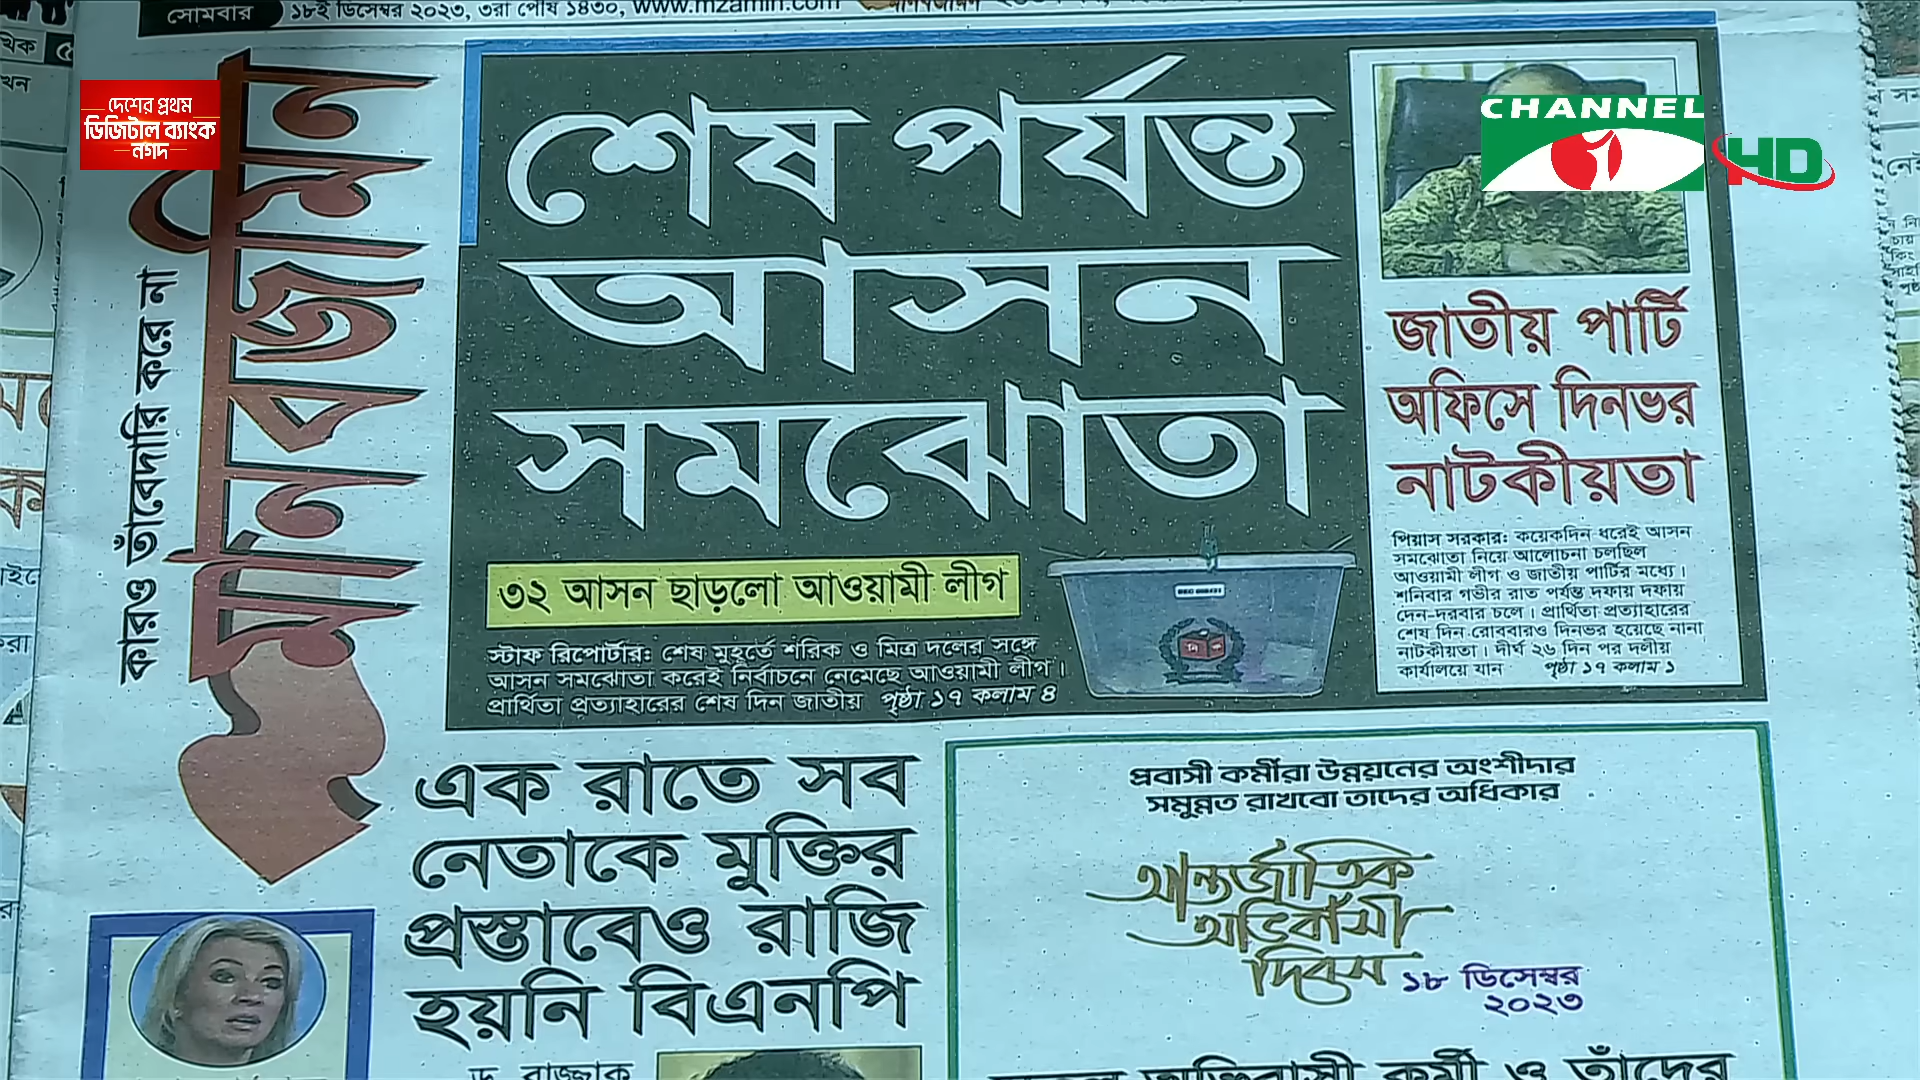 সোমবার
১৮ই ডিসেম্বর ২০২৩, ৩রা পৌষ ১৪৩০, www.mzamin.com
দেশের প্রথম
ডিজিটাল ব্যাংক
নগদ
CHANNEL
HD
কারও তাঁবেদারি করে না
মানবজমিন
শেষ পর্যন্ত
আসন
সমঝোতা
৩২ আসন ছাড়লো আওয়ামী লীগ
স্টাফ রিপোর্টার: শেষ মুহূর্তে শরিক ও মিত্র দলের সঙ্গে
আসন সমঝোতা করেই নির্বাচনে নেমেছে আওয়ামী লীগ।
প্রার্থিতা প্রত্যাহারের শেষ দিন জাতীয় পৃষ্ঠা ১৭ কলাম ৪
জাতীয় পার্টি
অফিসে দিনভর
নাটকীয়তা
পিয়াস সরকার: কয়েকদিন ধরেই আসন
সমঝোতা নিয়ে আলোচনা চলছিল
আওয়ামী লীগ ও জাতীয় পার্টির মধ্যে।
শনিবার গভীর রাত পর্যন্ত দফায় দফায়
দেন-দরবার চলে। প্রার্থিতা প্রত্যাহারের
শেষ দিন রোববারও দিনভর হয়েছে নানা
নাটকীয়তা। দীর্ঘ ২৬ দিন পর দলীয়
কার্যালয়ে যান পৃষ্ঠা ১৭ কলাম ১
এক রাতে সব
নেতাকে মুক্তির
প্রস্তাবেও রাজি
হয়নি বিএনপি
ড. রাজ্জাক
প্রবাসী কর্মীরা উন্নয়নের অংশীদার
সমুন্নত রাখবো তাদের অধিকার
আন্তর্জাতিক
অভিবাসী
দিবস
১৮ ডিসেম্বর
২০২৩
অভিবাসী কর্মী ও তাঁদের